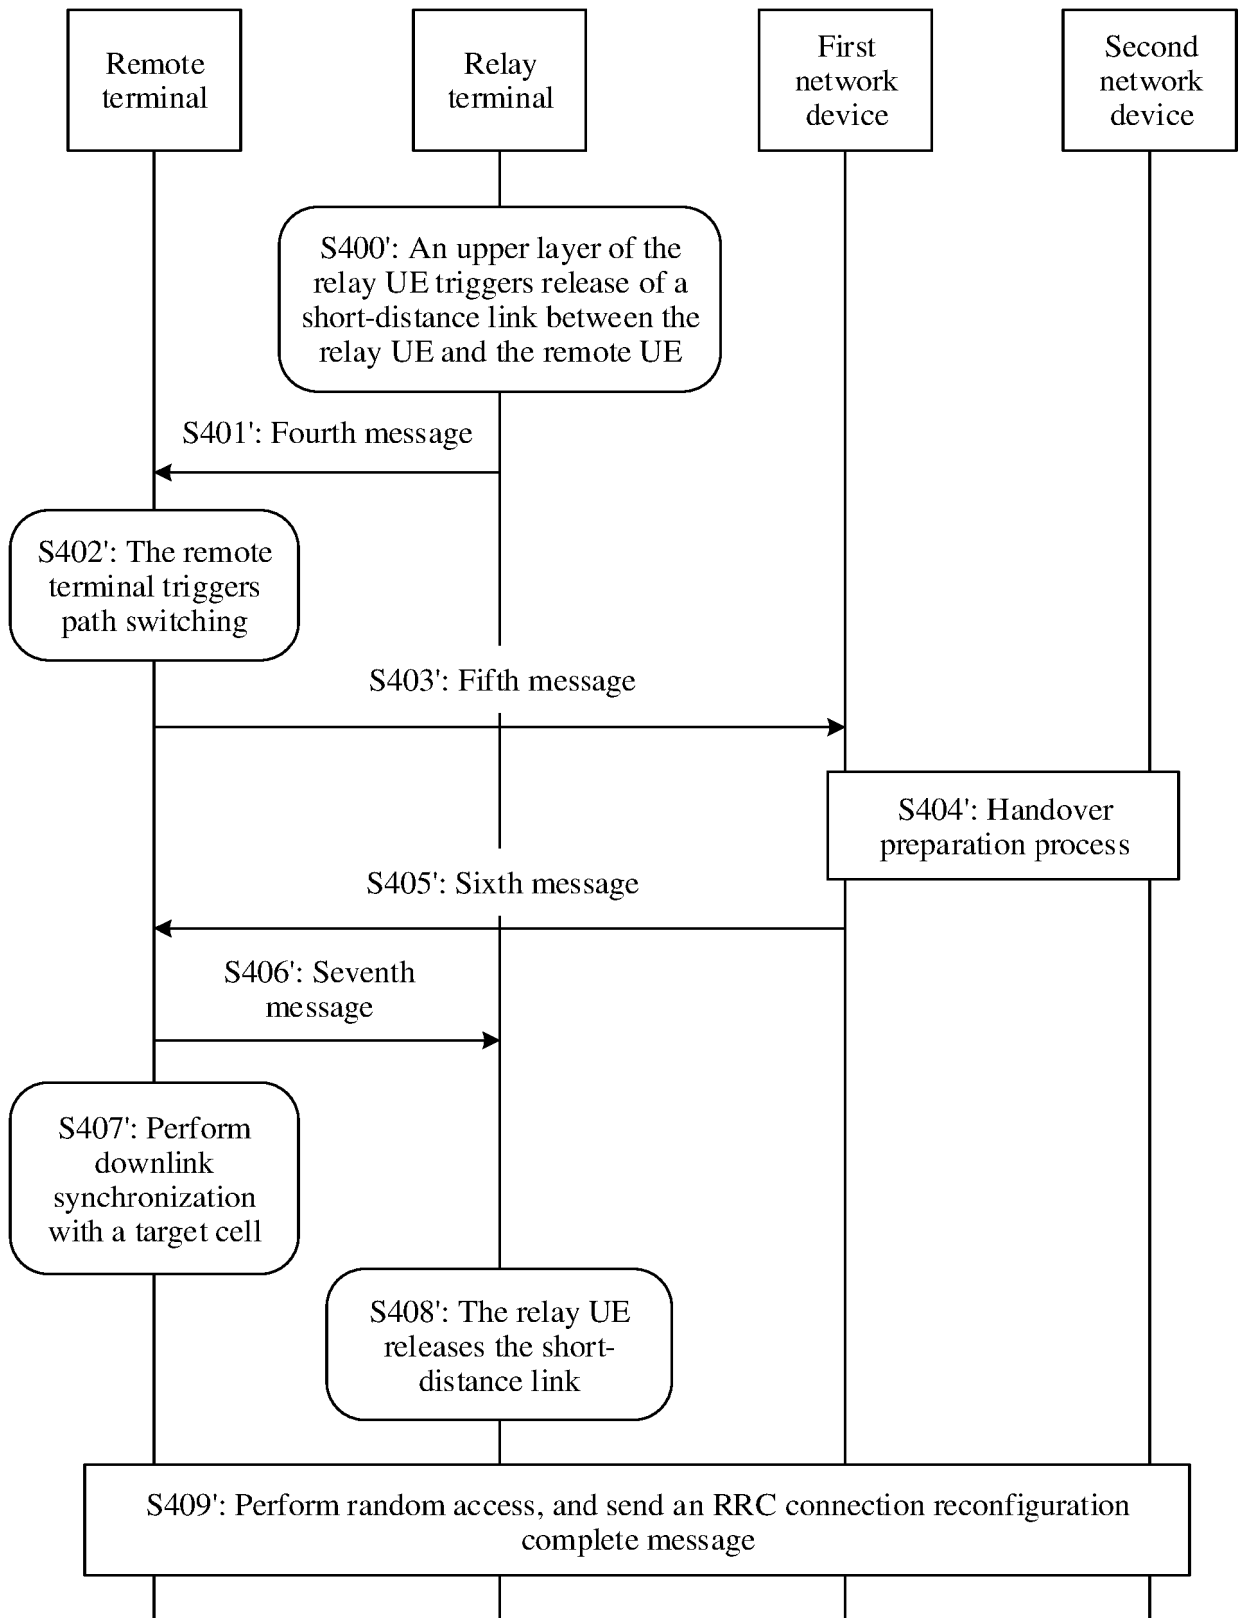 Remote
terminal
Relay
terminal
First
network
device
Second
network
device
S400': An upper layer of the
relay UE triggers release of a
short-distance link between the
relay UE and the remote UE
S401': Fourth message
S402': The remote
terminal triggers
path switching
S403': Fifth message
S404': Handover
preparation process
S405': Sixth message
S406': Seventh
message
S407': Perform
downlink
synchronization
with a target cell
S408': The relay UE
releases the short-
distance link
S409': Perform random access, and send an RRC connection reconfiguration
complete message